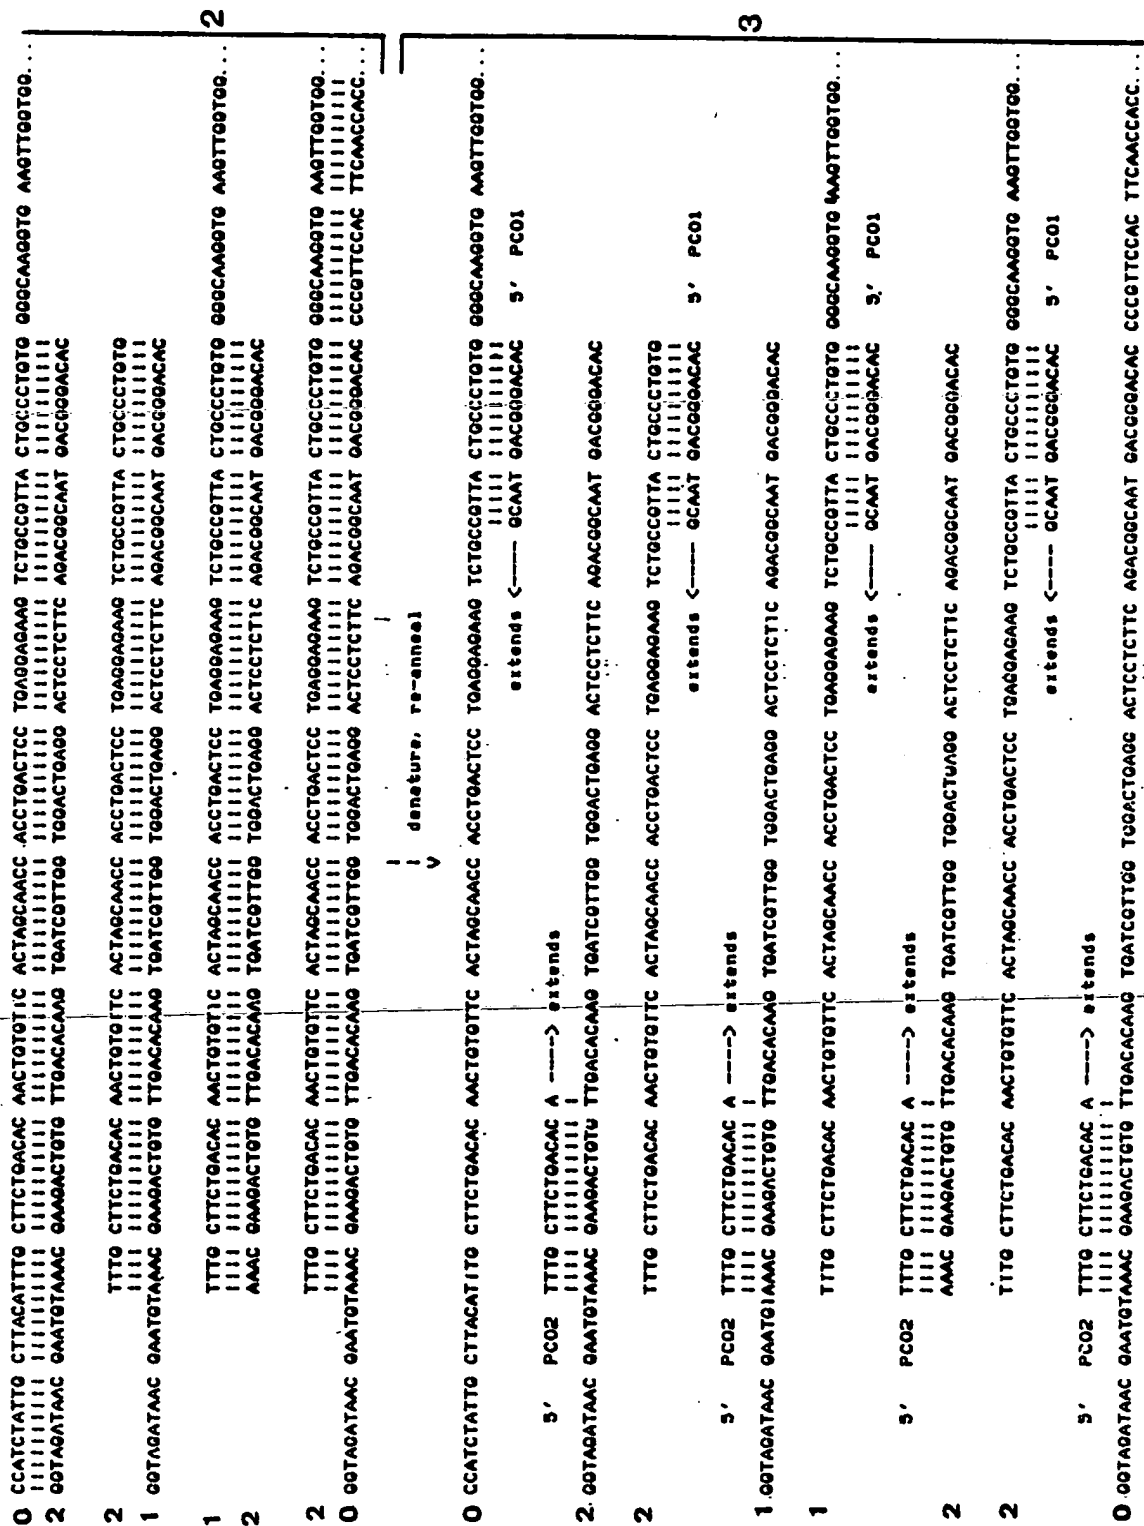 0 CCATCTATTG CTTACATTTG CTTCTGACAC AACTGTGTTC ACTAGCAACC ACCTGACTCC TGAGGAGAAG TCTGCCGTTA CTGCCCTGTG GGGCAAGGTG AAGTTGGTGG...
2 GGTAGATAAC GAATGTAAAC GAAGACTGTG TTGACACAAG TGATCGTTGG TGGACTGAGG ACTCCTCTTC AGACGGCAAT GACGGGACAC
2 TTTG CTTCTGACAC AACTGTGTTC ACTAGCAACC ACCTGACTCC TGAGGAGAAG TCTGCCGTTA CTGCCCTGTG
1 GGTAGATAAC GAATGTAAAC GAAGACTGTG TTGACACAAG TGATCGTTGG TGGACTGAGG ACTCCTCTTC AGACGGCAAT GACGGGACAC
1 TTTG CTTCTGACAC AACTGTGTTC ACTAGCAACC ACCTGACTCC TGAGGAGAAG TCTGCCGTTA CTGCCCTGTG GGGCAAGGTG AAGTTGGTGG...
2 AAAC GAAGACTGTG TTGACACAAG TGATCGTTGG TGGACTGAGG ACTCCTCTTC AGACGGCAAT GACGGGACAC
2 TTTG CTTCTGACAC AACTGTGTTC ACTAGCAACC ACCTGACTCC TGAGGAGAAG TCTGCCGTTA CTGCCCTGTG GGGCAAGGTG AAGTTGGTGG...
0 GGTAGATAAC GAATGTAAAC GAAGACTGTG TTGACACAAG TGATCGTTGG TGGACTGAGG ACTCCTCTTC AGACGGCAAT GACGGGACAC CCCGTTCCAC TTCAACCACC...
2
denature, re-anneal
0 CCATCTATTG CTTACATTTG CTTCTGACAC AACTGTGTTC ACTAGCAACC ACCTGACTCC TGAGGAGAAG TCTGCCGTTA CTGCCCTGTG GGGCAAGGTG AAGTTGGTGG...
extends <---- GCAAT GACGGGACAC 5' PCO1
5' PCO2 TTTG CTTCTGACAC A ----> extends
2 GGTAGATAAC GAATGTAAAC GAAGACTGTG TTGACACAAG TGATCGTTGG TGGACTGAGG ACTCCTCTTC AGACGGCAAT GACGGGACAC
2 TTTG CTTCTGACAC AACTGTGTTC ACTAGCAACC ACCTGACTCC TGAGGAGAAG TCTGCCGTTA CTGCCCTGTG
extends <---- GCAAT GACGGGACAC 5' PCO1
5' PCO2 TTTG CTTCTGACAC A ----> extends
1 GGTAGATAAC GAATGTAAAC GAAGACTGTG TTGACACAAG TGATCGTTGG TGGACTGAGG ACTCCTCTTC AGACGGCAAT GACGGGACAC
1 TTTG CTTCTGACAC AACTGTGTTC ACTAGCAACC ACCTGACTCC TGAGGAGAAG TCTGCCGTTA CTGCCCTGTG GGGCAAGGTG AAGTTGGTGG...
extends <---- GCAAT GACGGGACAC 5' PCO1
5' PCO2 TTTG CTTCTGACAC A ----> extends
2 AAAC GAAGACTGTG TTGACACAAG TGATCGTTGG TGGACTGAGG ACTCCTCTTC AGACGGCAAT GACGGGACAC
2 TTTG CTTCTGACAC AACTGTGTTC ACTAGCAACC ACCTGACTCC TGAGGAGAAG TCTGCCGTTA CTGCCCTGTG GGGCAAGGTG AAGTTGGTGG...
extends <---- GCAAT GACGGGACAC 5' PCO1
5' PCO2 TTTG CTTCTGACAC A ----> extends
0 GGTAGATAAC GAATGTAAAC GAAGACTGTG TTGACACAAG TGATCGTTGG TGGACTGAGG ACTCCTCTTC AGACGGCAAT GACGGGACAC CCCGTTCCAC TTCAACCACC...
3